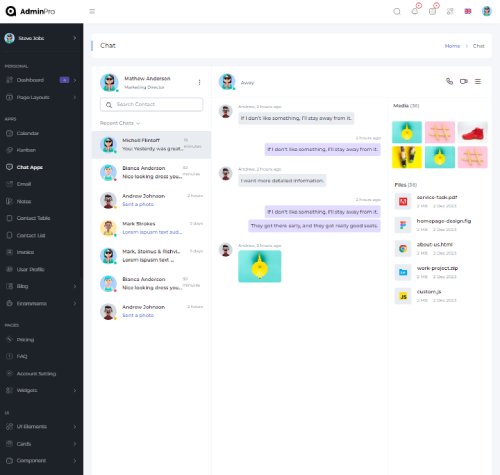 AdminPro
Steve Jobs
PERSONAL
Dashboard
4
Page Layouts
APPS
Calendar
Kanban
Chat Apps
Email
Notes
Contact Table
Contact List
Invoice
User Profile
Blog
Ecommerce
PAGES
Pricing
FAQ
Account Setting
Widgets
UI
UI Elements
Cards
Component
Chat
Home
Chat
Mathew Anderson
Marketing Director
Search Contact
Recent Chats
Michell Flintoff
You: Yesterdy was great...
15 minutes
Bianca Anderson
Nice looking dress you...
30 minutes
Andrew Johnson
Sent a photo
2 hours
Mark Strokes
Lorem ispusm text sud...
5 days
Mark, Stoinus & Rishvi...
Lorem ispusm text ...
5 days
Bianca Anderson
Nice looking dress you...
30 minutes
Andrew Johnson
Sent a photo
2 hours
Away
Andrew, 2 hours ago
If I don't like something, I'll stay away from it.
2 hours ago
If I don't like something, I'll stay away from it.
Andrew, 2 hours ago
I want more detailed information.
2 hours ago
If I don't like something, I'll stay away from it.
They got there early, and they got really good seats.
Andrew, 2 hours ago
Media (36)
Files (36)
service-task.pdf
2 MB 2 Dec 2023
homepage-design.fig
2 MB 2 Dec 2023
about-us.html
2 MB 2 Dec 2023
work-project.zip
2 MB 2 Dec 2023
custom.js
2 MB 2 Dec 2023